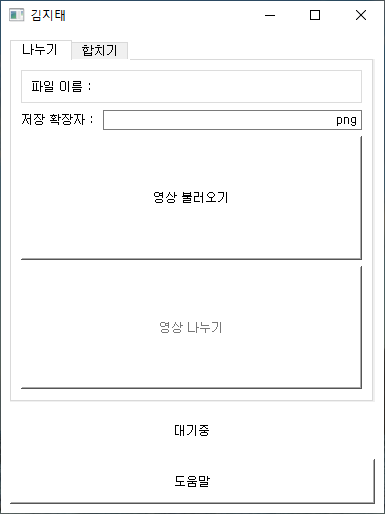 김지태
나누기 합치기
파일 이름 :
저장 확장자 : png
영상 불러오기
영상 나누기
대기중
도움말